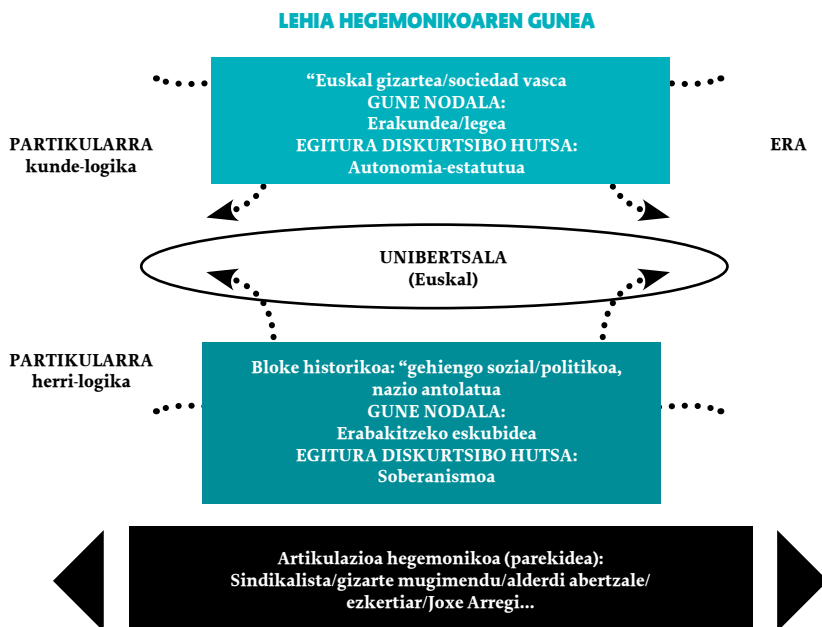 LEHIA HEGEMONIKOAREN GUNEA
“Euskal gizartea/sociedad vasca
GUNE NODALA:
Erakundea/legea
EGITURA DISKURTSIBO HUTSA:
Autonomia-estatutua
PARTIKULARRA
kunde-logika
ERA
UNIBERTSALA
(Euskal)
PARTIKULARRA
herri-logika
Bloke historikoa: “gehiengo sozial/politikoa,
nazio antolatua
GUNE NODALA:
Erabakitzeko eskubidea
EGITURA DISKURTSIBO HUTSA:
Soberanismoa
Artikulazioa hegemonikoa (parekidea):
Sindikalista/gizarte mugimendu/alderdi abertzale/
ezkertiar/Joxe Arregi...